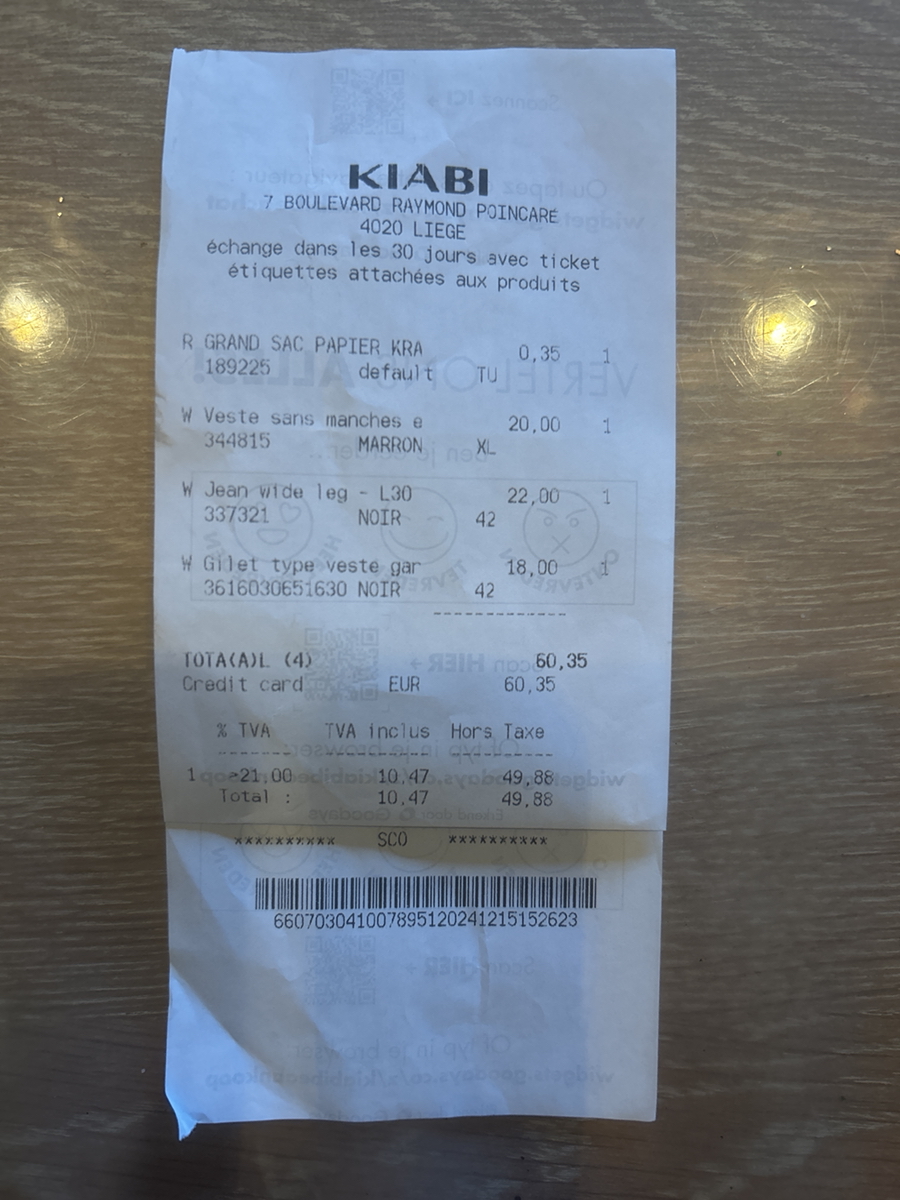 KIABI
7 BOULEVARD RAYMOND POINCARE
4020 LIEGE
échange dans les 30 jours avec ticket
étiquettes attachées aux produits
R GRAND SAC PAPIER KRA 0,35 1
189225 default TU
W Veste sans manches e 20,00 1
344815 MARRON XL
W Jean wide leg - L30 22,00 1
337321 NOIR 42
W Gilet type veste gar 18,00 1
3616030651630 NOIR 42
------------
TOTA(A)L (4) 60,35
Credit card EUR 60,35
% TVA TVA inclus Hors Taxe
1 >21,00 10,47 49,88
Total : 10,47 49,88
********** SCO **********
660703041007895120241215152623